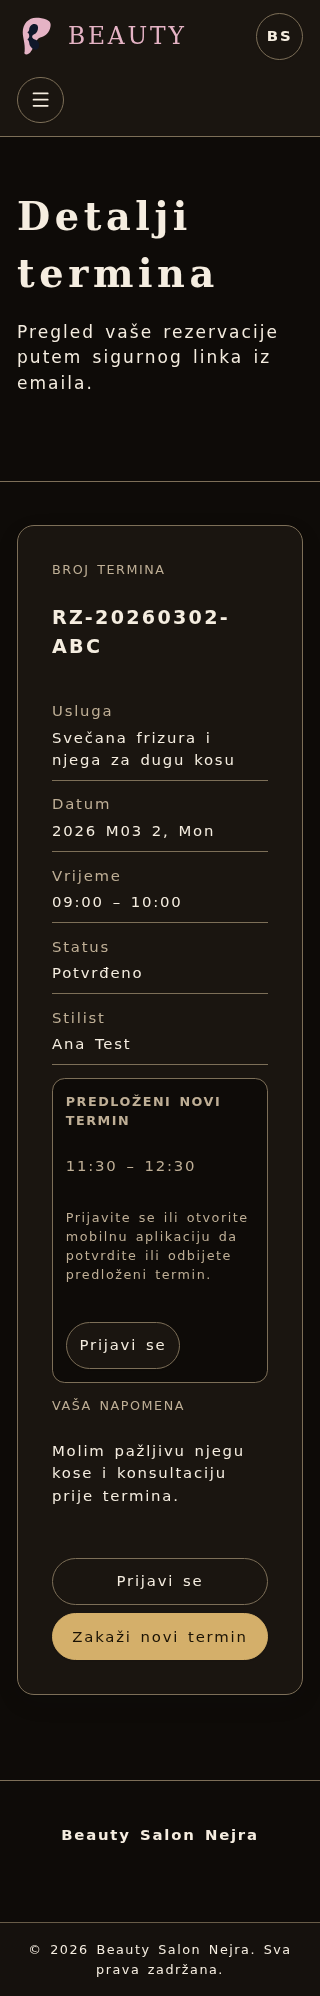 BEAUTY
BS
Detalji
termina
Pregled vaše rezervacije
putem sigurnog linka iz
emaila.
BROJ TERMINA
RZ-20260302-
ABC
Usluga
Svečana frizura i
njega za dugu kosu
Datum
2026 M03 2, Mon
Vrijeme
09:00 – 10:00
Status
Potvrđeno
Stilist
Ana Test
PREDLOŽENI NOVI
TERMIN
11:30 – 12:30
Prijavite se ili otvorite
mobilnu aplikaciju da
potvrdite ili odbijete
predloženi termin.
Prijavi se
VAŠA NAPOMENA
Molim pažljivu njegu
kose i konsultaciju
prije termina.
Prijavi se
Zakaži novi termin
Beauty Salon Nejra
© 2026 Beauty Salon Nejra. Sva
prava zadržana.